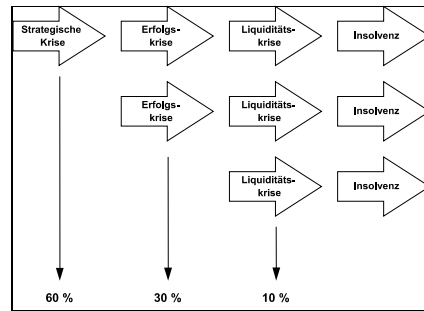 Strategische
Krise
Erfolgs-
krise
Liquiditäts-
krise
Insolvenz
Erfolgs-
krise
Liquiditäts-
krise
Insolvenz
Liquiditäts-
krise
Insolvenz
60 %
30 %
10 %